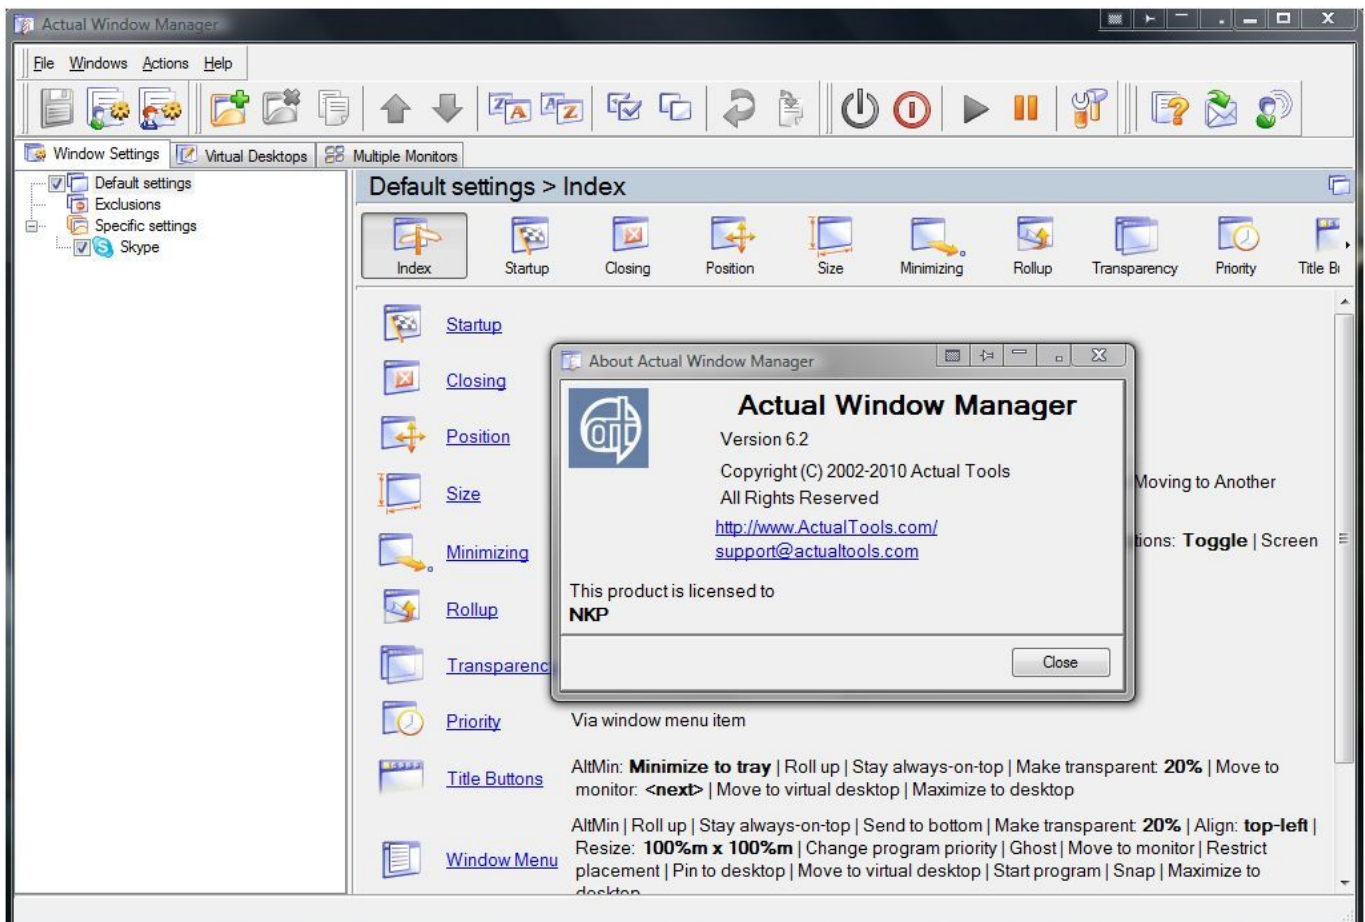 Actual Window Manager
File Windows Actions Help
Window Settings Virtual Desktops Multiple Monitors
Default settings
Exclusions
Specific settings
Skype
Default settings > Index
Index Startup Closing Position Size Minimizing Rollup Transparency Priority Title
Startup
Closing
Position
Size
Moving to Another
Minimizing
tions: Toggle | Screen
Rollup
Transparenc
Priority Via window menu item
Title Buttons AltMin: Minimize to tray | Roll up | Stay always-on-top | Make transparent: 20% | Move to
monitor: <next> | Move to virtual desktop | Maximize to desktop
AltMin | Roll up | Stay always-on-top | Send to bottom | Make transparent: 20% | Align: top-left |
Window Menu Resize: 100%m x 100%m | Change program priority | Ghost | Move to monitor | Restrict
placement | Pin to desktop | Move to virtual desktop | Start program | Snap | Maximize to
desktop
About Actual Window Manager
Actual Window Manager
Version 6.2
Copyright (C) 2002-2010 Actual Tools
All Rights Reserved
http://www.ActualTools.com/
support@actualtools.com
This product is licensed to
NKP
Close